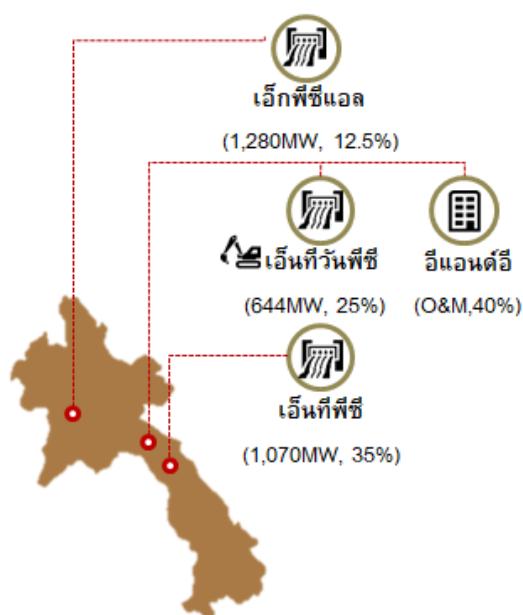 เอ็กพีซีแอล
(1,280MW, 12.5%)
เอ็นทีวันพีซี
(644MW, 25%)
อีแอนด์อี
(O&M,40%)
เอ็นทีพีซี
(1,070MW, 35%)